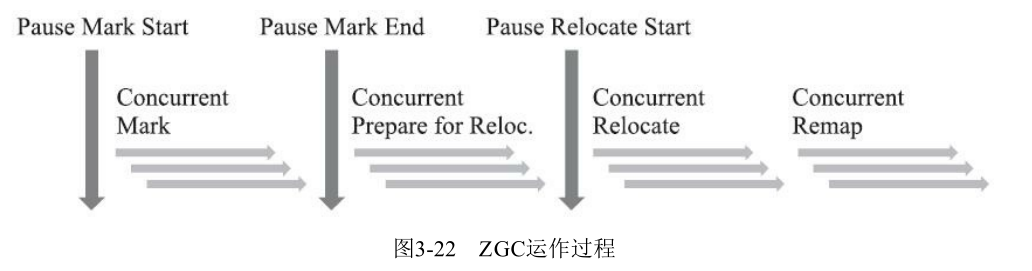 Pause Mark Start
Pause Mark End
Pause Relocate Start
Concurrent
Mark
Concurrent
Prepare for Reloc.
Concurrent
Relocate
Concurrent
Remap
图3-22 ZGC运作过程